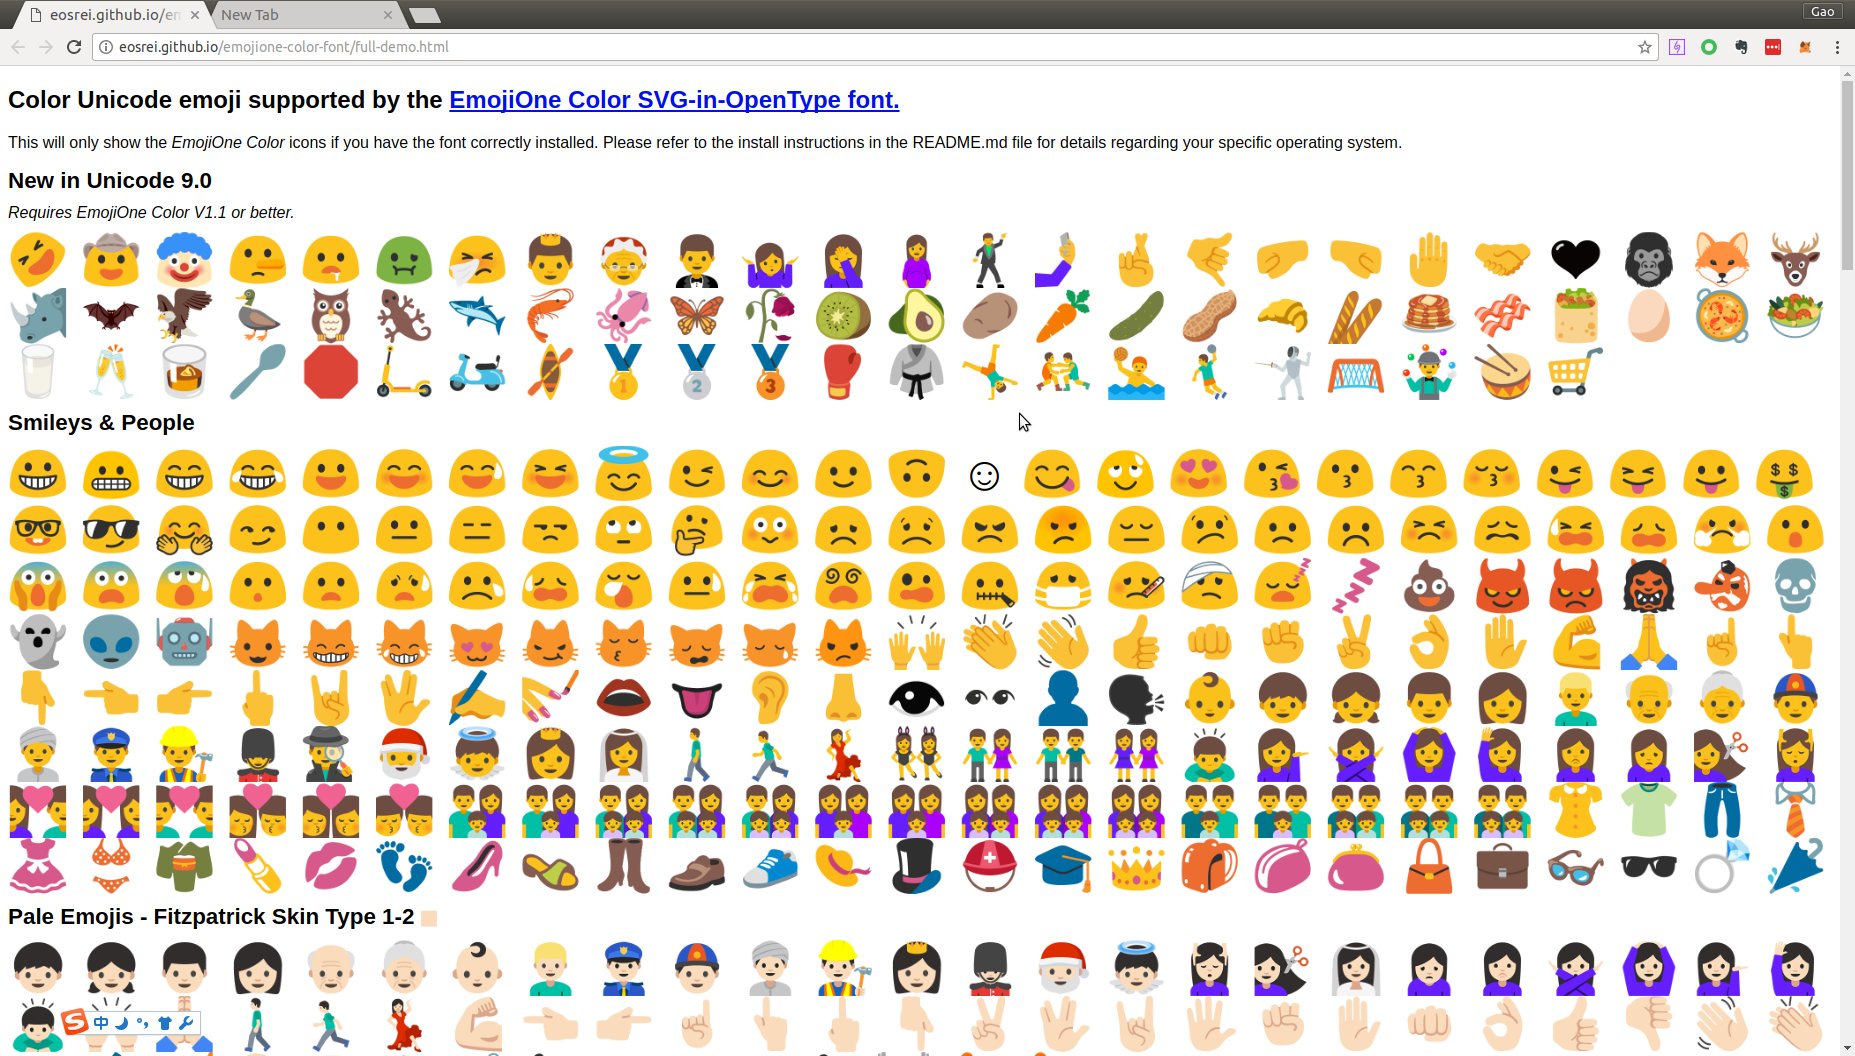 eosrei.github.io/em
New Tab
Gao
eosrei.github.io/emojione-color-font/full-demo.html
Color Unicode emoji supported by the EmojiOne Color SVG-in-OpenType font.
This will only show the EmojiOne Color icons if you have the font correctly installed. Please refer to the install instructions in the README.md file for details regarding your specific operating system.
New in Unicode 9.0
Requires EmojiOne Color V1.1 or better.
1 2 3
Smileys & People
Pale Emojis - Fitzpatrick Skin Type 1-2
S 中